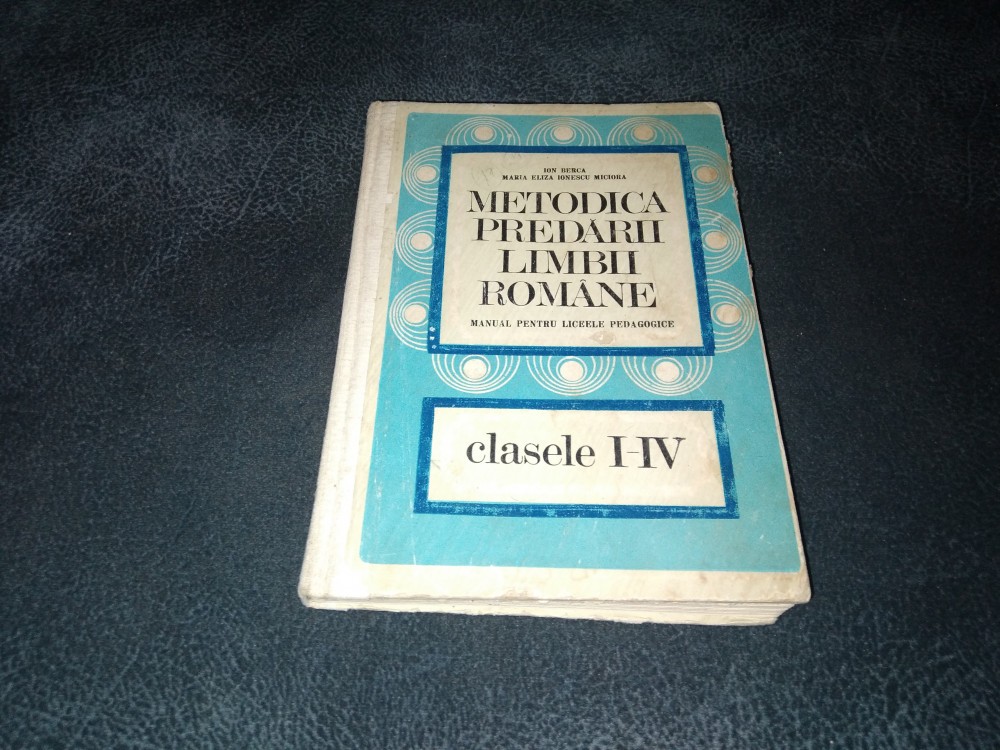 ION BERCA
MARIA ELIZA IONESCU MICIORA
METODICA
PREDĂRII
LIMBII
ROMÂNE
MANUAL PENTRU LICEELE PEDAGOGICE
clasele I-IV